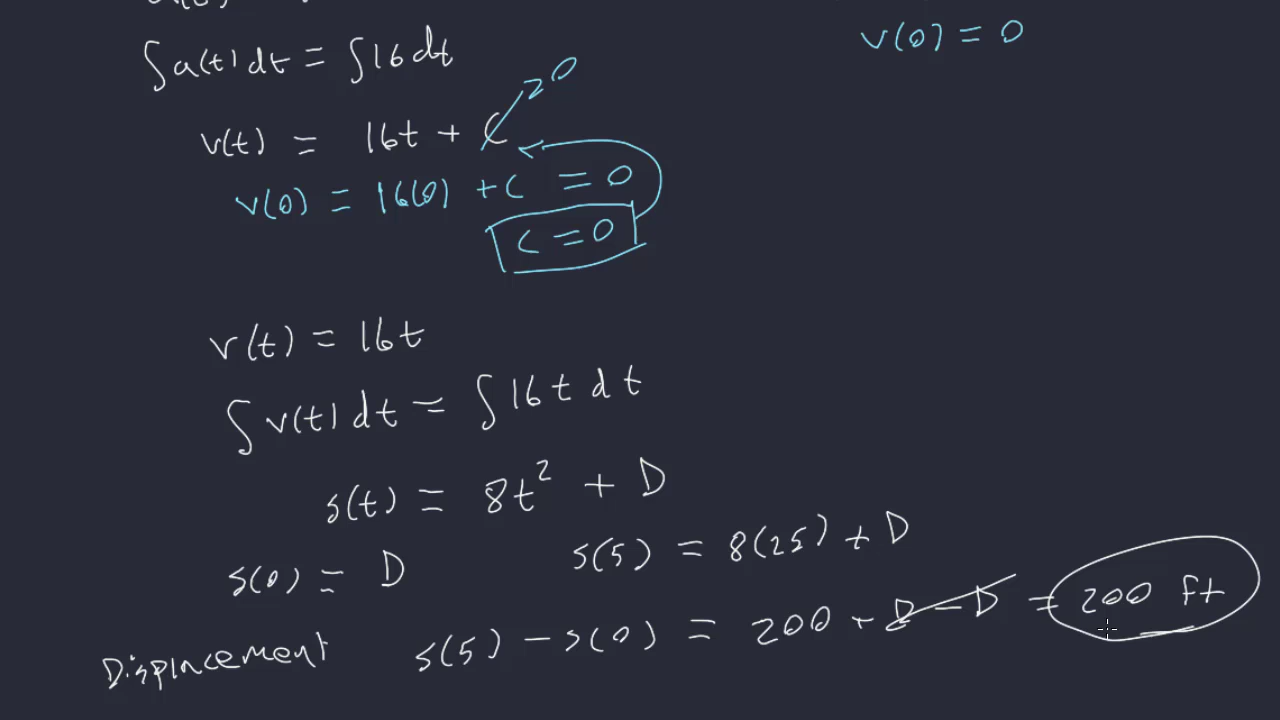 v(0) = 0
∫a(t) dt = ∫16 dt
v(t) = 16t + C 0
v(0) = 16(0) + C = 0
C = 0
v(t) = 16t
∫v(t) dt = ∫16t dt
s(t) = 8t² + D
s(0) = D s(5) = 8(25) + D
Displacement s(5) - s(0) = 200 + D - D = 200 ft